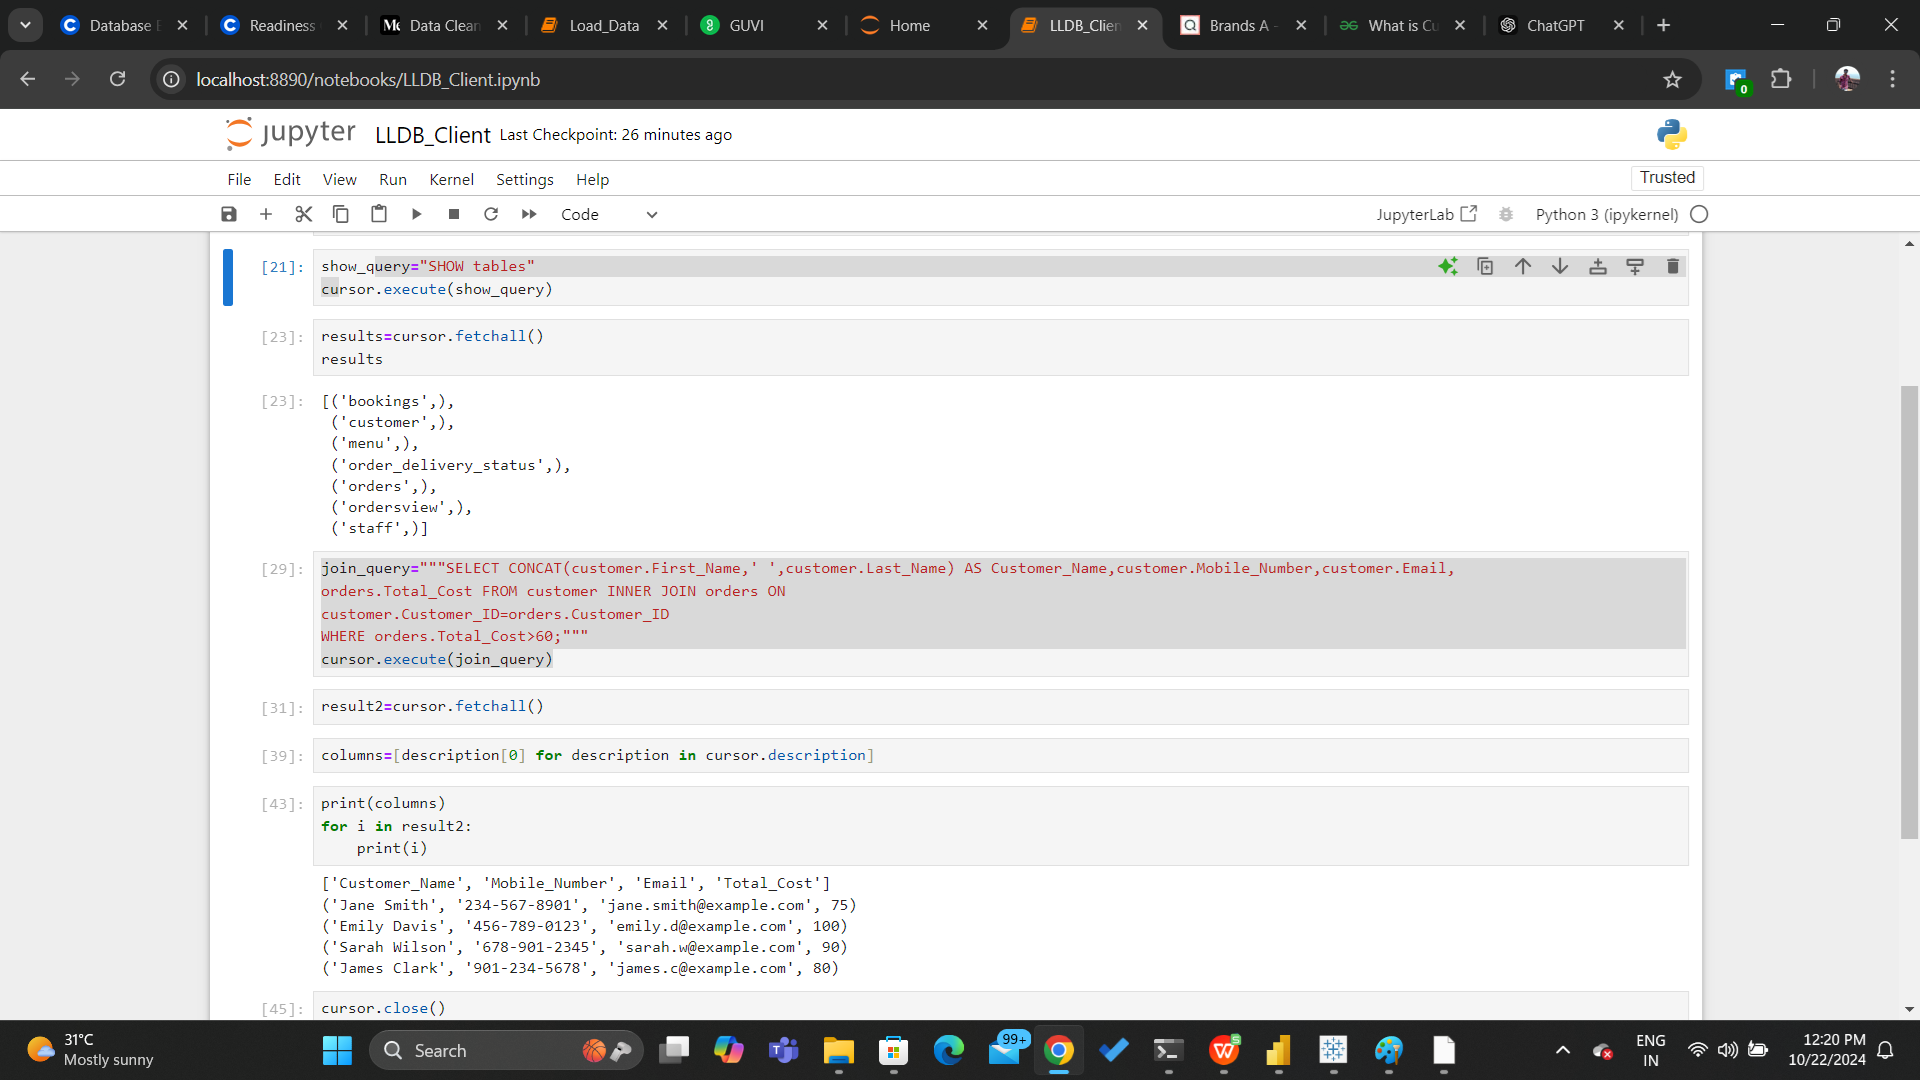 Database E
Readiness
Me Data Clean
Load_Data
GUVI
Home
LLDB_Clien
Brands A -
What is Cu
ChatGPT
localhost:8890/notebooks/LLDB_Client.ipynb
0
jupyter LLDB_Client Last Checkpoint: 26 minutes ago
File Edit View Run Kernel Settings Help
Trusted
Code
JupyterLab
Python 3 (ipykernel)
[21]: show_query="SHOW tables"
cursor.execute(show_query)
[23]: results=cursor.fetchall()
results
[23]: [('bookings',),
('customer',),
('menu',),
('order_delivery_status',),
('orders',),
('ordersview',),
('staff',)]
[29]: join_query="""SELECT CONCAT(customer.First_Name,' ',customer.Last_Name) AS Customer_Name,customer.Mobile_Number,customer.Email,
orders.Total_Cost FROM customer INNER JOIN orders ON
customer.Customer_ID=orders.Customer_ID
WHERE orders.Total_Cost>60;"""
cursor.execute(join_query)
[31]: result2=cursor.fetchall()
[39]: columns=[description[0] for description in cursor.description]
[43]: print(columns)
for i in result2:
    print(i)
['Customer_Name', 'Mobile_Number', 'Email', 'Total_Cost']
('Jane Smith', '234-567-8901', 'jane.smith@example.com', 75)
('Emily Davis', '456-789-0123', 'emily.d@example.com', 100)
('Sarah Wilson', '678-901-2345', 'sarah.w@example.com', 90)
('James Clark', '901-234-5678', 'james.c@example.com', 80)
[45]: cursor.close()
31°C
Mostly sunny
Search
99+
ENG
IN
12:20 PM
10/22/2024